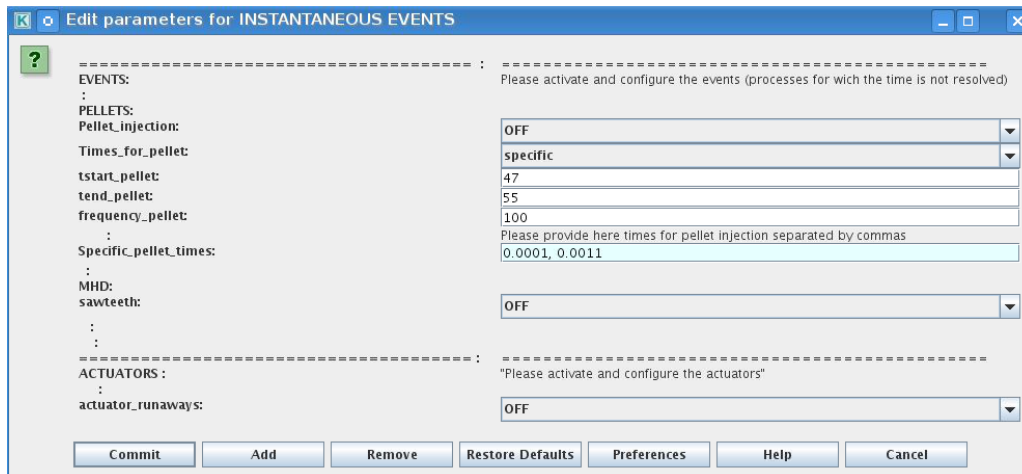 Edit parameters for INSTANTANEOUS EVENTS
?
====================================== : ===============================================
EVENTS: Please activate and configure the events (processes for wich the time is not resolved)
:
PELLETS:
Pellet_injection: OFF
Times_for_pellet: specific
tstart_pellet: 47
tend_pellet: 55
frequency_pellet: 100
: Please provide here times for pellet injection separated by commas
Specific_pellet_times: 0.0001, 0.0011
:
MHD:
sawteeth: OFF
:
:
====================================== : ===============================================
ACTUATORS : "Please activate and configure the actuators"
:
actuator_runaways: OFF
Commit Add Remove Restore Defaults Preferences Help Cancel